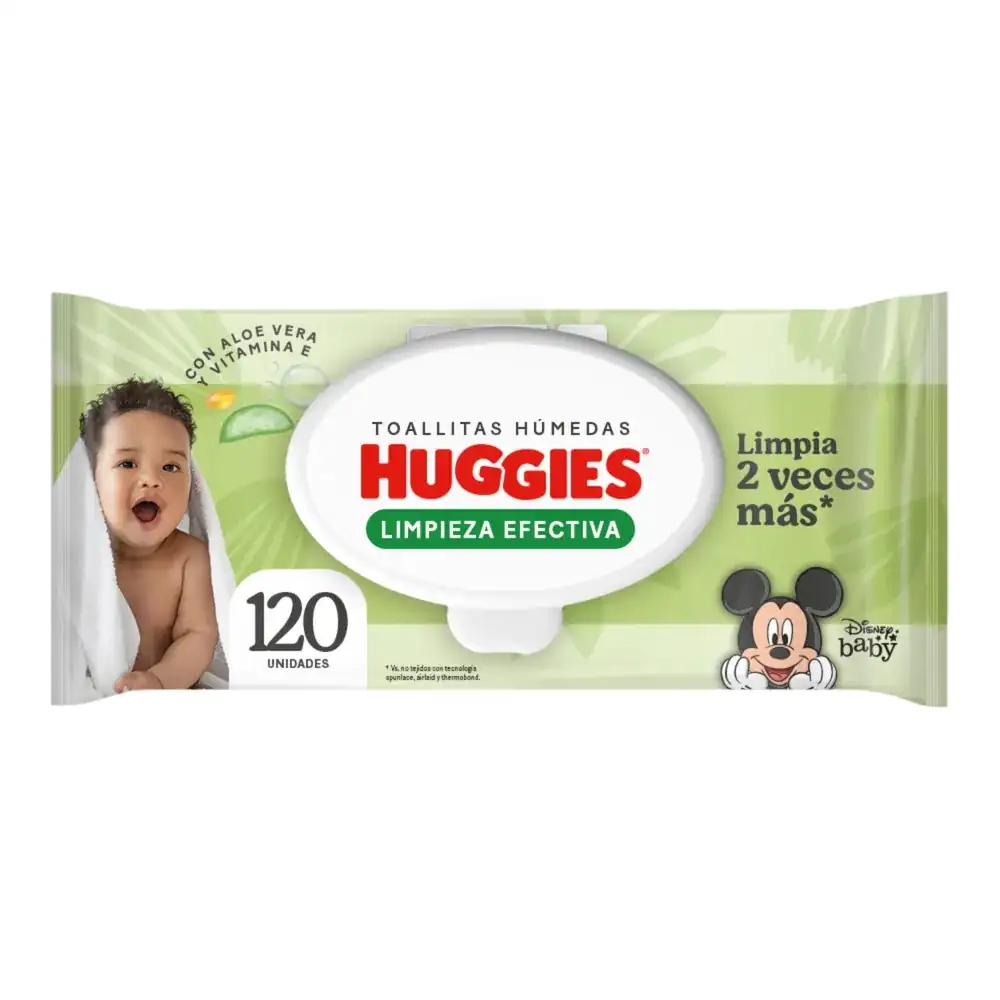 CON ALOE VERA
Y VITAMINA E
TOALLITAS HÚMEDAS
HUGGIES®
LIMPIEZA EFECTIVA
Limpia
2 veces
más*
120
UNIDADES
* Vs. no tejidos con tecnología
spunlace, airlaid y thermobond.
Disney
baby